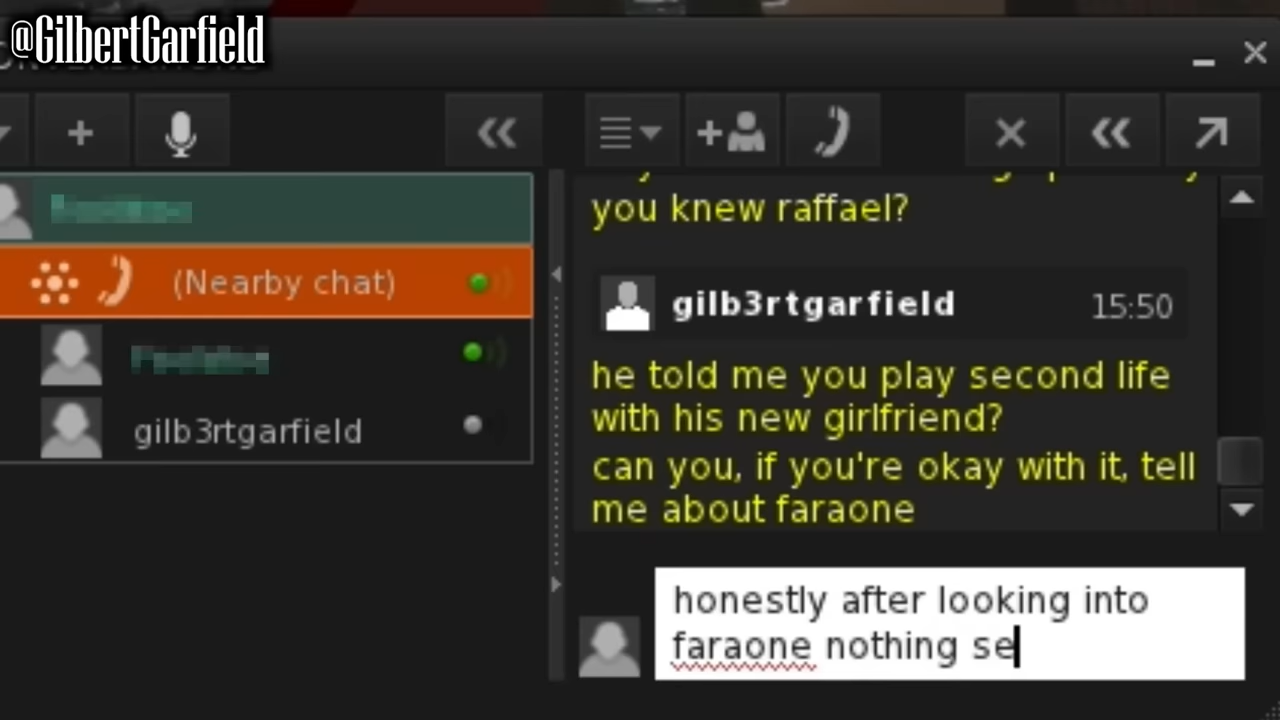 @GilbertGarfield
you knew raffael?
(Nearby chat)
gilb3rtgarfield 15:50
he told me you play second life
with his new girlfriend?
can you, if you're okay with it, tell
me about faraone
gilb3rtgarfield
honestly after looking into
faraone nothing se